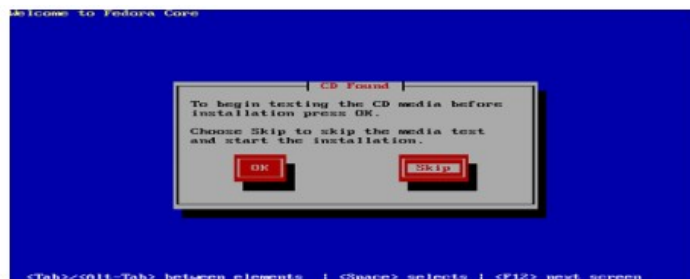 Welcome to Fedora Core
CD Found
To begin testing the CD media before
installation press OK.
Choose Skip to skip the media test
and start the installation.
OK
Skip
<Tab>/<Alt-Tab> between elements | <Space> selects | <F12> next screen